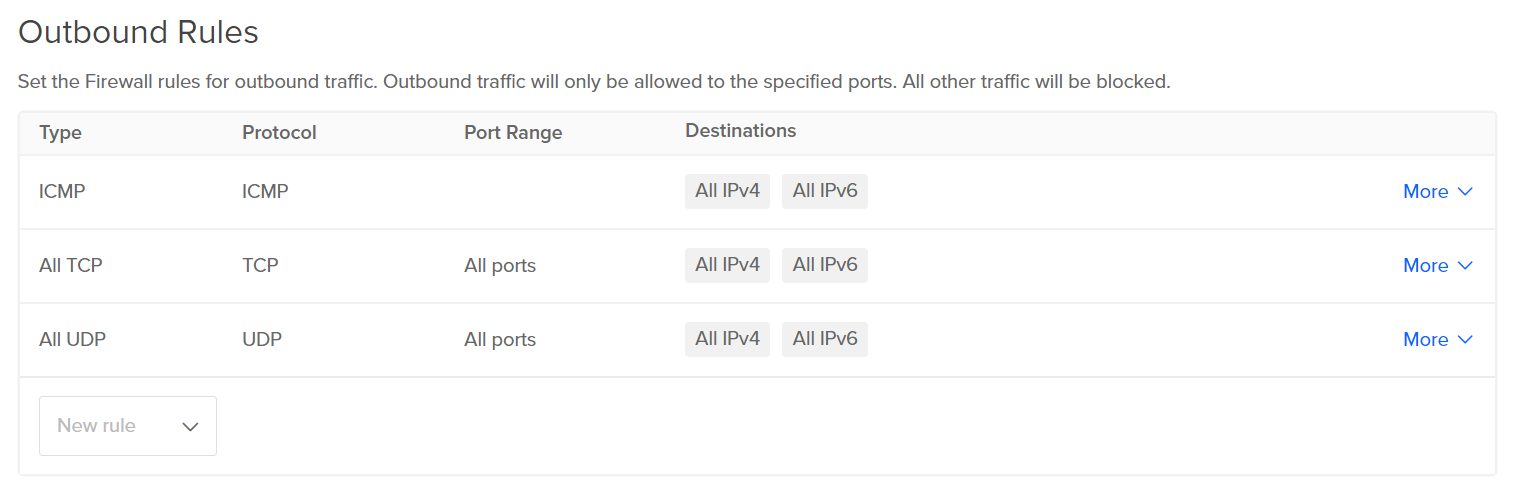 Outbound Rules
Set the Firewall rules for outbound traffic. Outbound traffic will only be allowed to the specified ports. All other traffic will be blocked.
Type Protocol Port Range Destinations
ICMP ICMP All IPv4 All IPv6 More
All TCP TCP All ports All IPv4 All IPv6 More
All UDP UDP All ports All IPv4 All IPv6 More
New rule